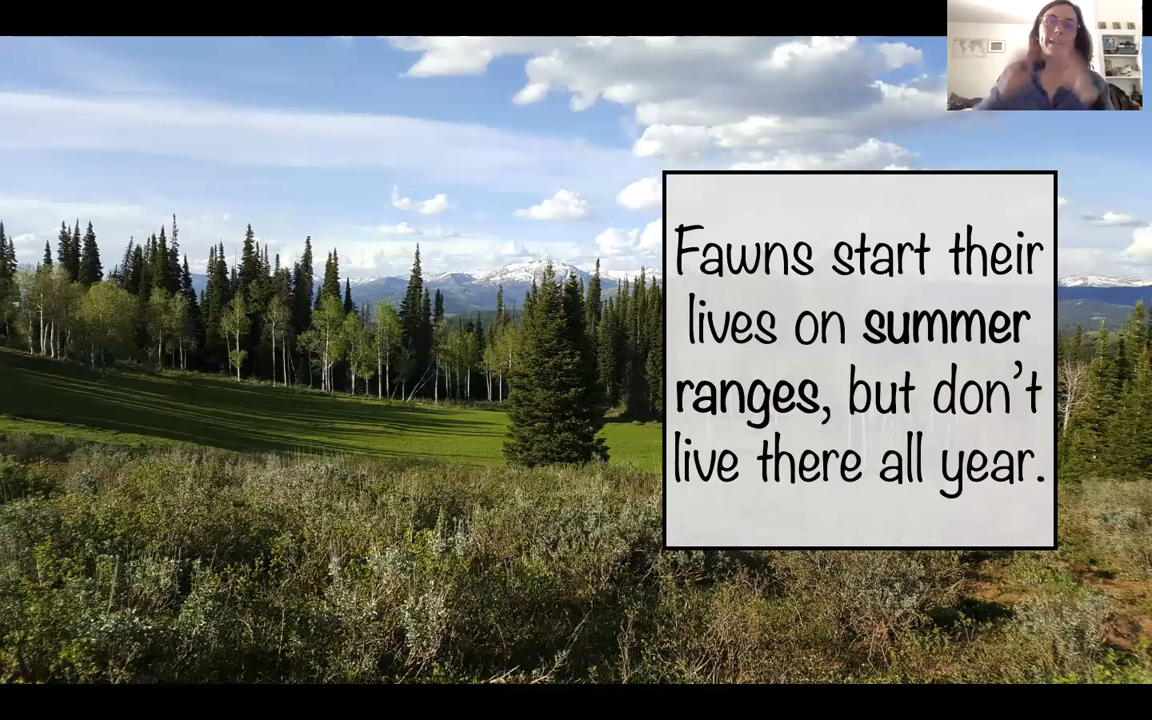 Fawns start their
lives on summer
ranges, but don't
live there all year.